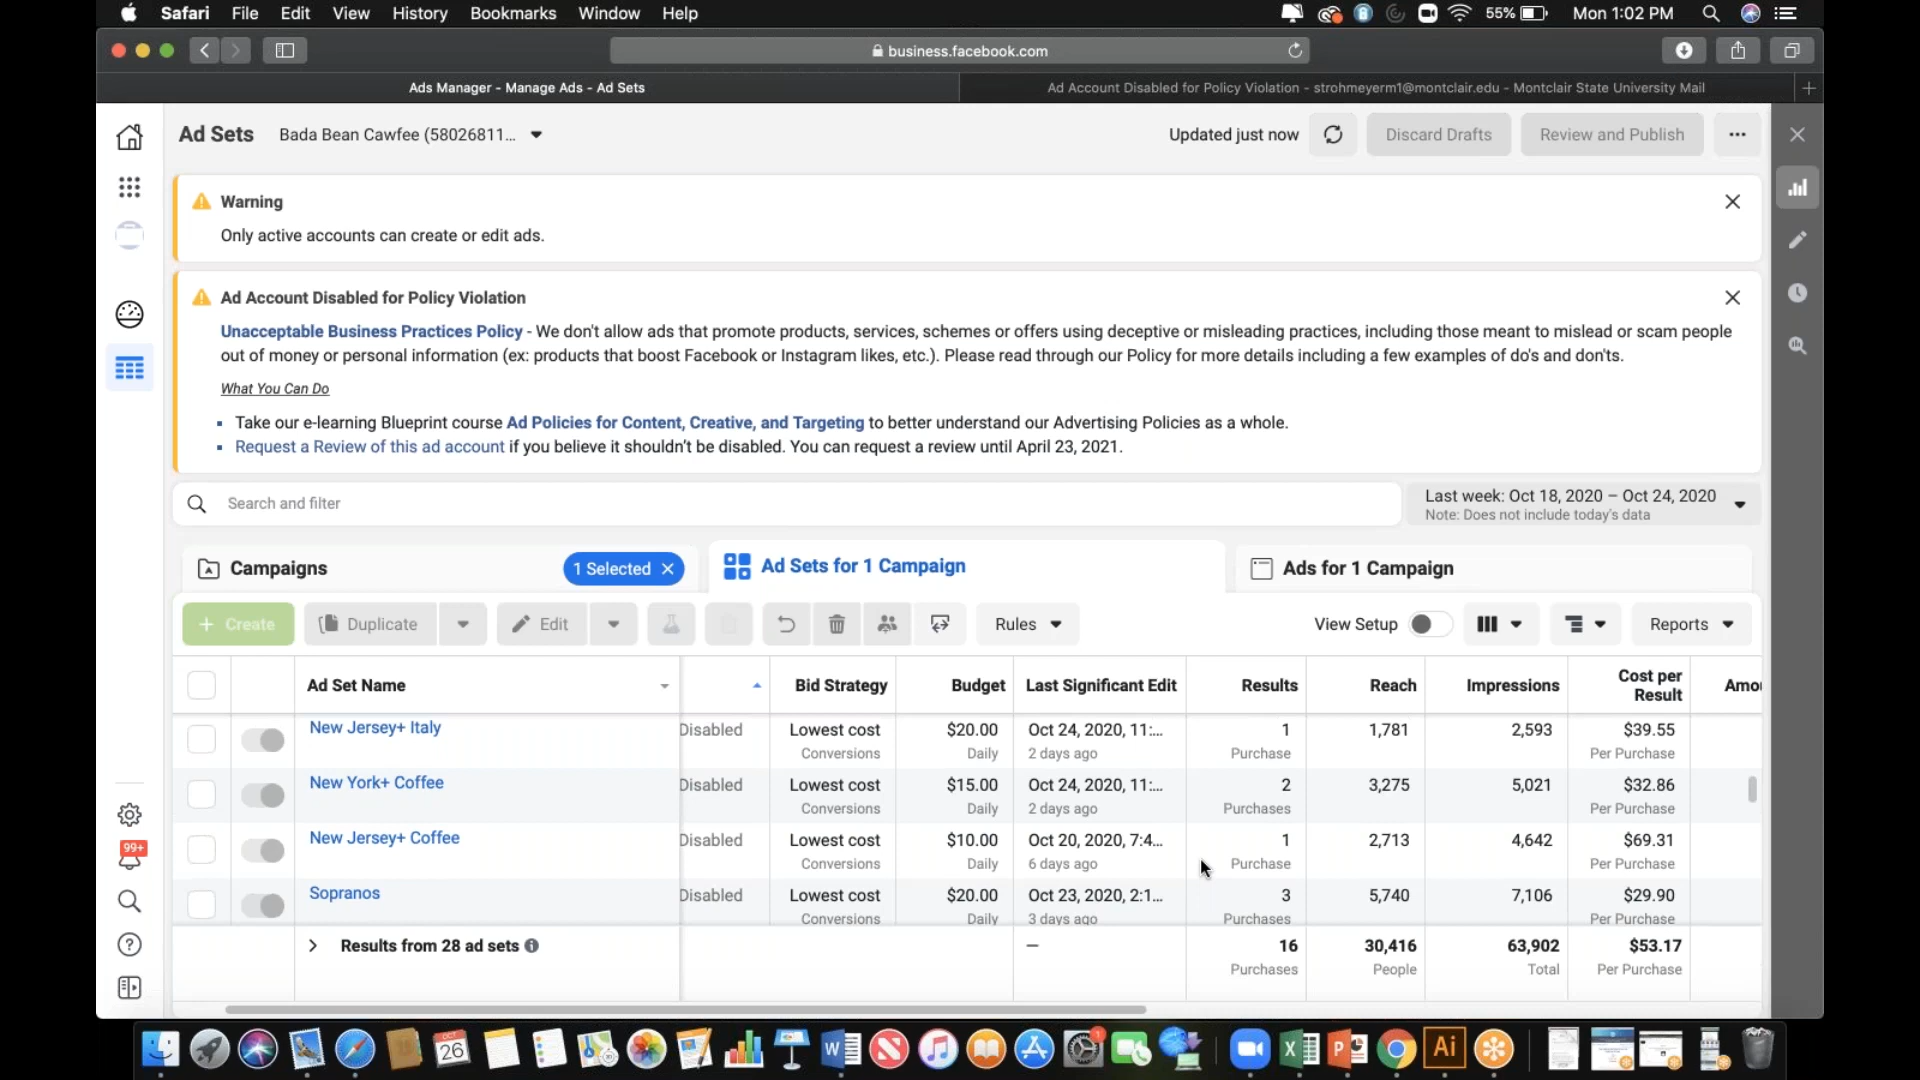 Safari File Edit View History Bookmarks Window Help 55% Mon 1:02 PM
business.facebook.com
Ads Manager - Manage Ads - Ad Sets
Ad Account Disabled for Policy Violation - strohmeyerm1@montclair.edu - Montclair State University Mail
Ad Sets Bada Bean Cawfee (58026811... Updated just now Discard Drafts Review and Publish
Warning
Only active accounts can create or edit ads.
Ad Account Disabled for Policy Violation
Unacceptable Business Practices Policy - We don't allow ads that promote products, services, schemes or offers using deceptive or misleading practices, including those meant to mislead or scam people
out of money or personal information (ex: products that boost Facebook or Instagram likes, etc.). Please read through our Policy for more details including a few examples of do's and don'ts.
What You Can Do
Take our e-learning Blueprint course Ad Policies for Content, Creative, and Targeting to better understand our Advertising Policies as a whole.
Request a Review of this ad account if you believe it shouldn't be disabled. You can request a review until April 23, 2021.
Search and filter
Last week: Oct 18, 2020 – Oct 24, 2020
Note: Does not include today's data
Campaigns 1 Selected Ad Sets for 1 Campaign Ads for 1 Campaign
+ Create Duplicate Edit Rules View Setup Reports
Ad Set Name Bid Strategy Budget Last Significant Edit Results Reach Impressions Cost per Result Amou
New Jersey+ Italy Disabled Lowest cost $20.00 Oct 24, 2020, 11:... 1 1,781 2,593 $39.55
Conversions Daily 2 days ago Purchase Per Purchase
New York+ Coffee Disabled Lowest cost $15.00 Oct 24, 2020, 11:... 2 3,275 5,021 $32.86
Conversions Daily 2 days ago Purchases Per Purchase
New Jersey+ Coffee Disabled Lowest cost $10.00 Oct 20, 2020, 7:4... 1 2,713 4,642 $69.31
Conversions Daily 6 days ago Purchase Per Purchase
Sopranos Disabled Lowest cost $20.00 Oct 23, 2020, 2:1... 3 5,740 7,106 $29.90
Conversions Daily 3 days ago Purchases Per Purchase
99+
Results from 28 ad sets — 16 30,416 63,902 $53.17
Purchases People Total Per Purchase
OCT
26
W
N
1
X
P
Ai